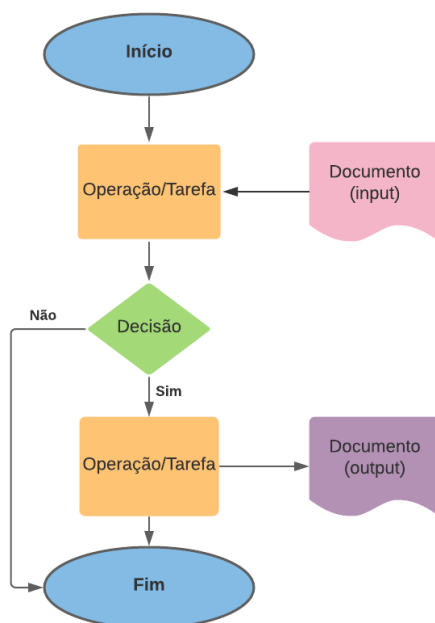 Início
Operação/Tarefa
Documento
(input)
Não
Decisão
Sim
Operação/Tarefa
Documento
(output)
Fim